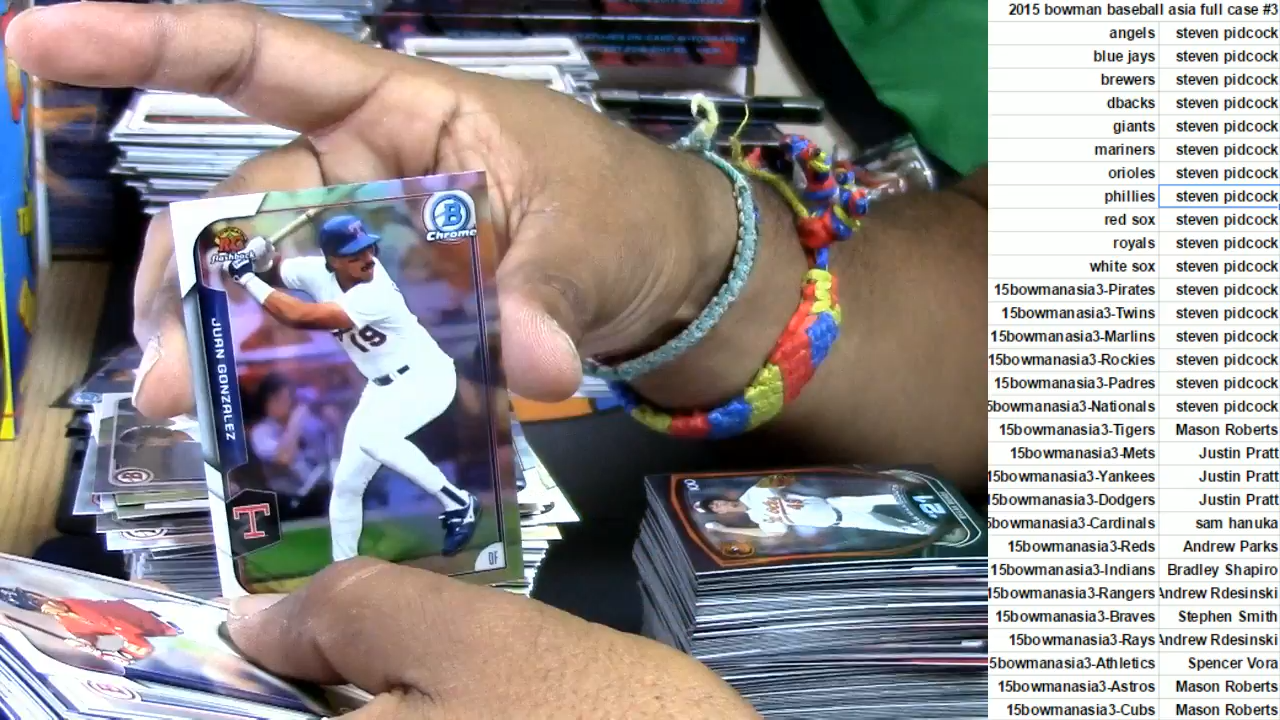 B
Chrome
RC
flashback
JUAN GONZALEZ
19
T
OF
2015 bowman baseball asia full case #3
angels steven pidcock
blue jays steven pidcock
brewers steven pidcock
dbacks steven pidcock
giants steven pidcock
mariners steven pidcock
orioles steven pidcock
phillies steven pidcock
red sox steven pidcock
royals steven pidcock
white sox steven pidcock
15bowmanasia3-Pirates steven pidcock
15bowmanasia3-Twins steven pidcock
15bowmanasia3-Marlins steven pidcock
15bowmanasia3-Rockies steven pidcock
15bowmanasia3-Padres steven pidcock
5bowmanasia3-Nationals steven pidcock
15bowmanasia3-Tigers Mason Roberts
15bowmanasia3-Mets Justin Pratt
15bowmanasia3-Yankees Justin Pratt
15bowmanasia3-Dodgers Justin Pratt
5bowmanasia3-Cardinals sam hanuka
15bowmanasia3-Reds Andrew Parks
15bowmanasia3-Indians Bradley Shapiro
15bowmanasia3-Rangers Andrew Rdesinski
15bowmanasia3-Braves Stephen Smith
15bowmanasia3-Rays Andrew Rdesinski
5bowmanasia3-Athletics Spencer Vora
15bowmanasia3-Astros Mason Roberts
15bowmanasia3-Cubs Mason Roberts